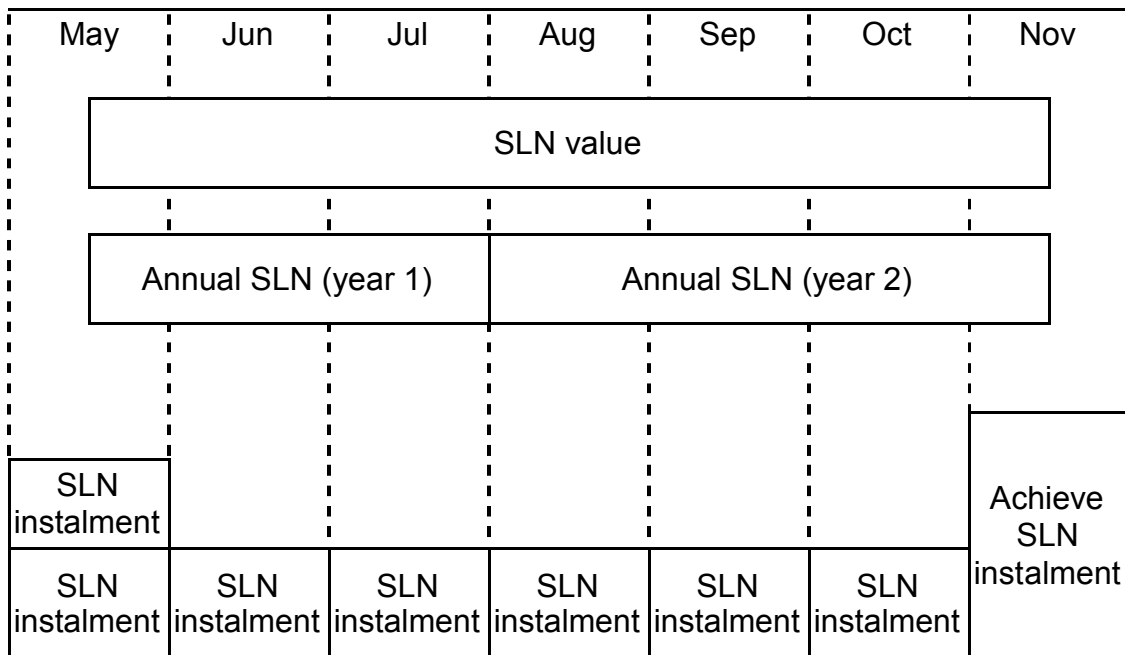 May Jun Jul Aug Sep Oct Nov
SLN value
Annual SLN (year 1) Annual SLN (year 2)
SLN
instalment
Achieve
SLN
instalment
SLN
instalment
SLN
instalment
SLN
instalment
SLN
instalment
SLN
instalment
SLN
instalment